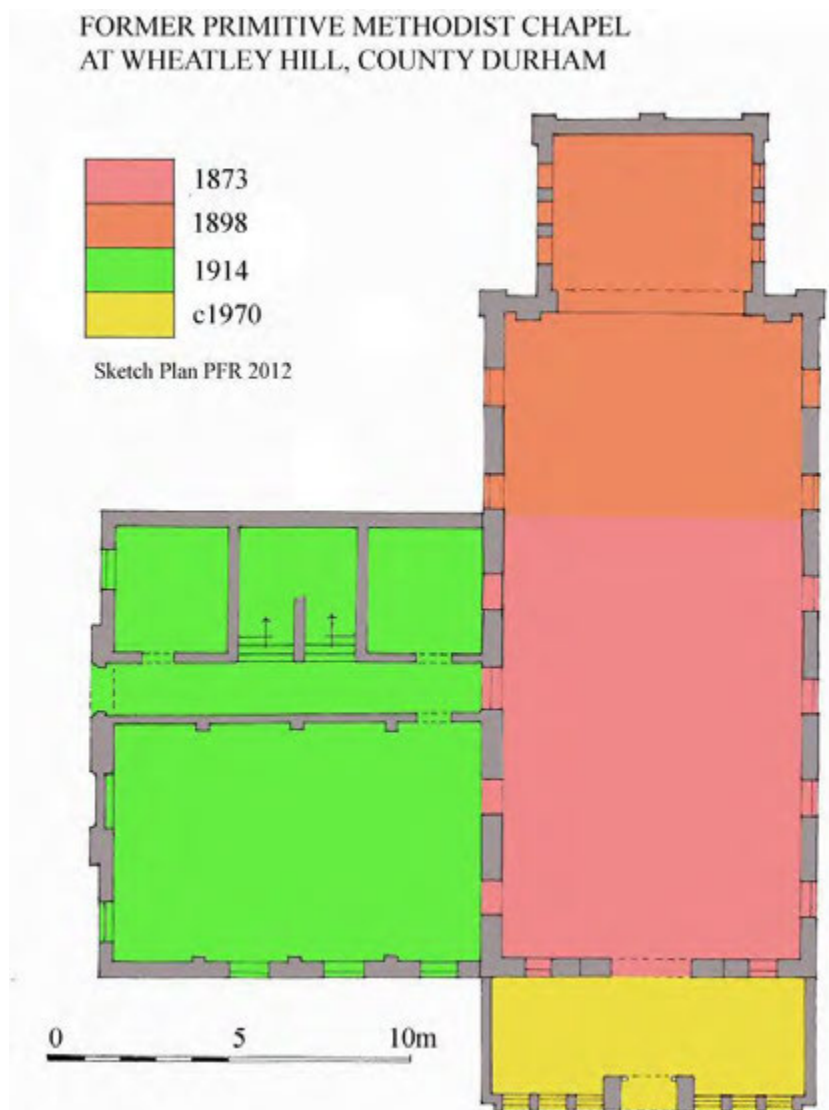 FORMER PRIMITIVE METHODIST CHAPEL
AT WHEATLEY HILL, COUNTY DURHAM
1873
1898
1914
c1970
Sketch Plan PFR 2012
0 5 10m